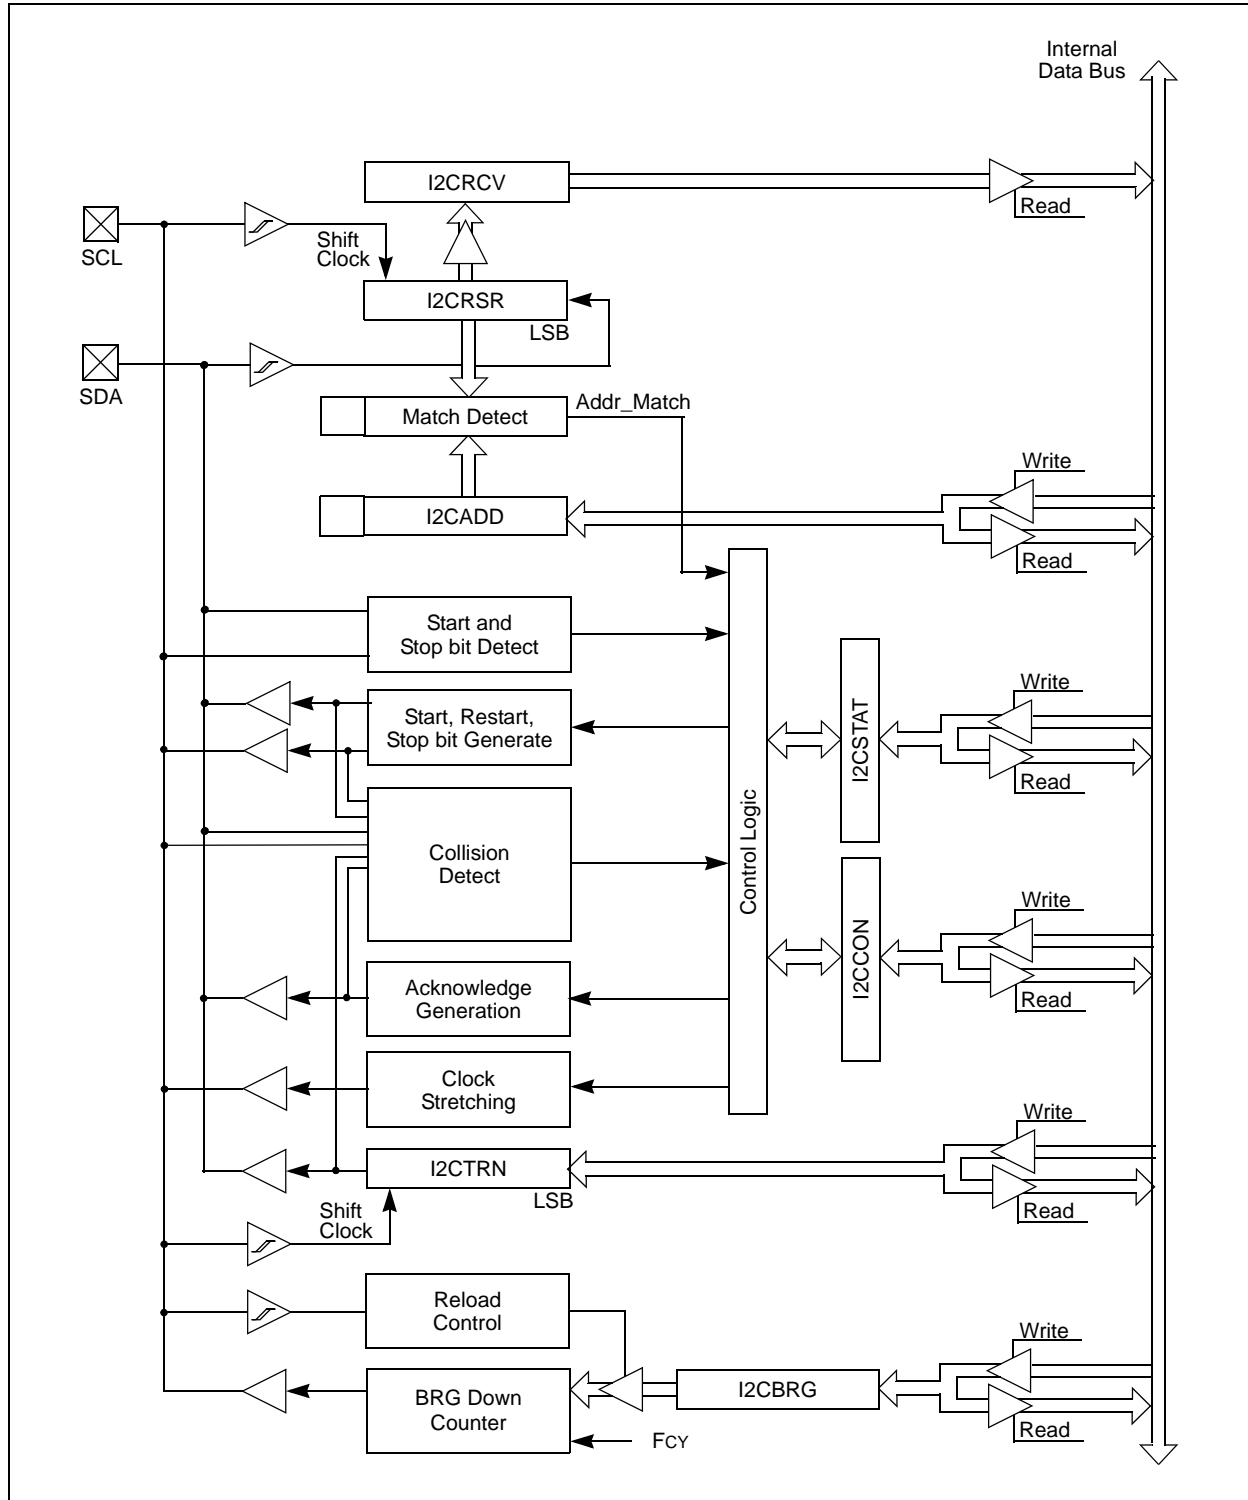 Internal
Data Bus
I2CRCV
Read
SCL
Shift
Clock
I2CRSR
LSB
SDA
Addr_Match
Match Detect
Write
I2CADD
Read
Start and
Stop bit Detect
Write
Start, Restart,
Stop bit Generate
I2CSTAT
Read
Control Logic
Collision
Detect
Write
I2CCON
Acknowledge
Generation
Read
Clock
Stretching
Write
I2CTRN
LSB
Shift
Clock
Read
Reload
Control
Write
I2CBRG
BRG Down
Counter
Read
FCY